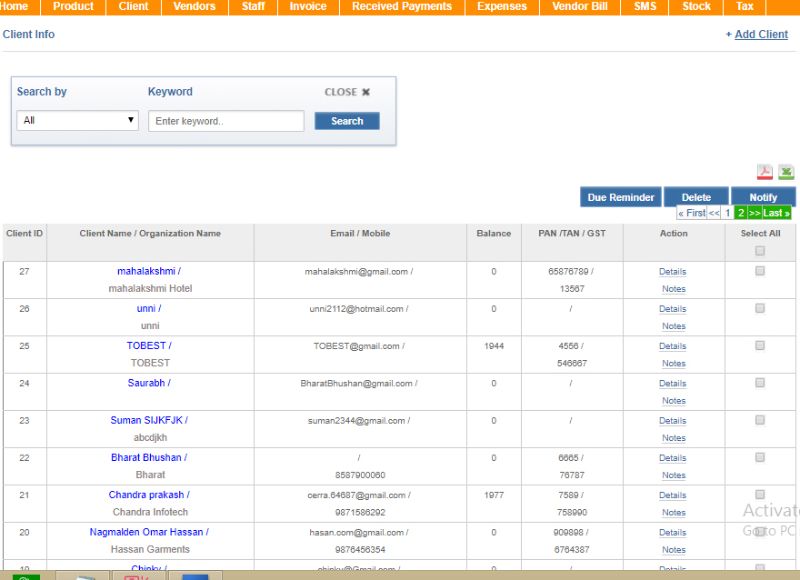 Home Product Client Vendors Staff Invoice Received Payments Expenses Vendor Bill SMS Stock Tax
Client Info + Add Client
Search by Keyword CLOSE ✖
All ▼ Enter keyword.. Search
Due Reminder Delete Notify
« First << 1 2 >> Last »
Client ID Client Name / Organization Name Email / Mobile Balance PAN /TAN / GST Action Select All
27 mahalakshmi / mahalakshmi@gmail.com / 0 65876789 / Details
mahalakshmi Hotel 13567 Notes
26 unni / unni2112@hotmail.com / 0 / Details
unni Notes
25 TOBEST / TOBEST@gmail.com / 1944 4556 / Details
TOBEST 546667 Notes
24 Saurabh / BharatBhushan@gmail.com / 0 / Details
Notes
23 Suman SIJKFJK / suman2344@gmail.com / 0 / Details
abcdjkh Notes
22 Bharat Bhushan / / 0 6665 / Details
Bharat 8587900060 76787 Notes
21 Chandra prakash / cerra.64687@gmail.com / 1977 7589 / Details
Chandra Infotech 9871586292 758990 Notes
Activat
20 Nagmalden Omar Hassan / hasan.com@gmail.com / 0 909898 / Details
Go to PC
Hassan Garments 9876456354 6764387 Notes
19 Chinky / chinky@Gmail.com / 0 / Details